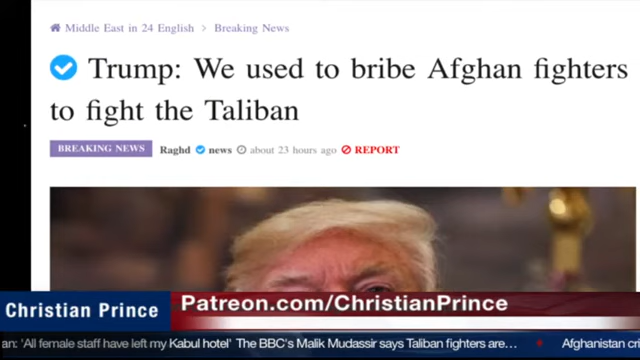 Middle East in 24 English > Breaking News
Trump: We used to bribe Afghan fighters
to fight the Taliban
BREAKING NEWS Raghd news about 23 hours ago REPORT
Christian Prince
Patreon.com/ChristianPrince
an: 'All female staff have left my Kabul hotel' The BBC's Malik Mudassir says Taliban fighters are… Afghanistan cri